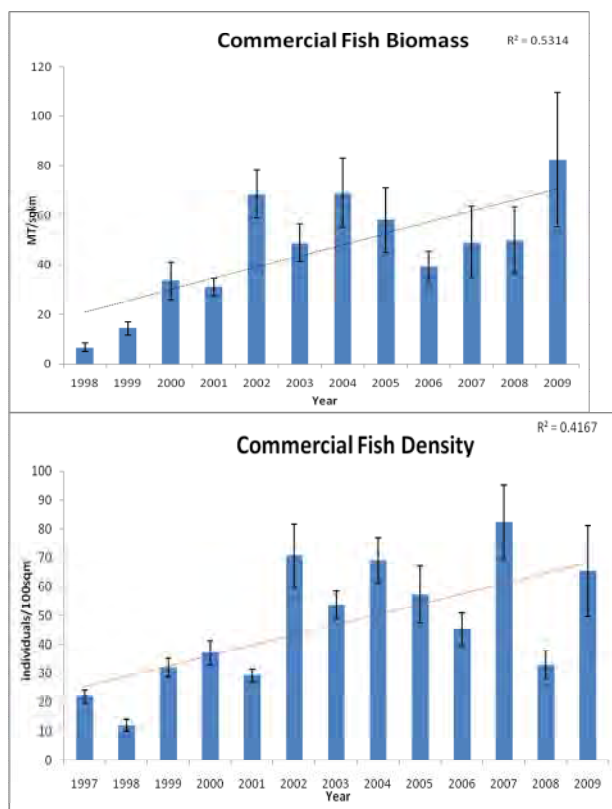 Commercial Fish Biomass
R² = 0.5314
120
100
80
60
40
20
0
MT/sqkm
1998 1999 2000 2001 2002 2003 2004 2005 2006 2007 2008 2009
Year
R² = 0.4167
Commercial Fish Density
100
90
80
70
60
50
40
30
20
10
0
individuals/100sqm
1997 1998 1999 2000 2001 2002 2003 2004 2005 2006 2007 2008 2009
Year